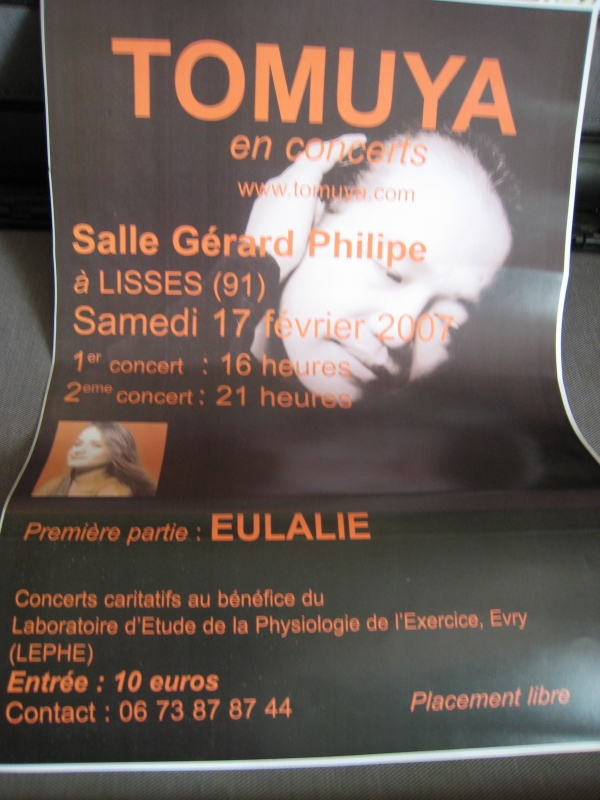 TOMUYA
en concerts
www.tomuya.com
Salle Gérard Philipe
à LISSES (91)
Samedi 17 février 2007
1er concert : 16 heures
2eme concert : 21 heures
Première partie : EULALIE
Concerts caritatifs au bénéfice du
Laboratoire d'Etude de la Physiologie de l'Exercice, Evry
(LEPHE)
Entrée : 10 euros
Contact : 06 73 87 87 44
Placement libre